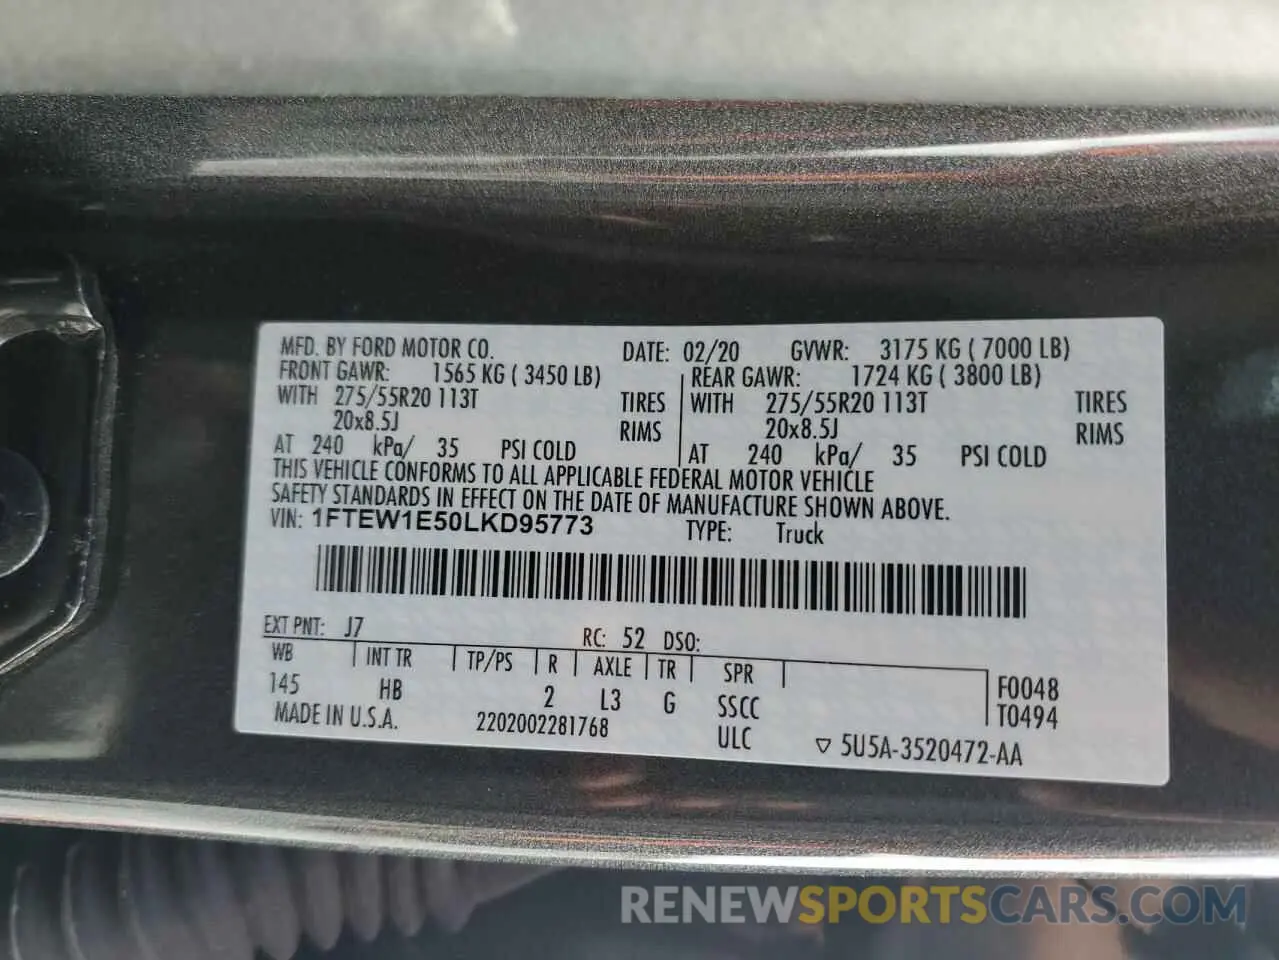 MFD. BY FORD MOTOR CO. DATE: 02/20 GVWR: 3175 KG ( 7000 LB)
FRONT GAWR: 1565 KG ( 3450 LB) REAR GAWR: 1724 KG ( 3800 LB)
WITH 275/55R20 113T TIRES WITH 275/55R20 113T TIRES
20x8.5J RIMS 20x8.5J RIMS
AT 240 kPa/ 35 PSI COLD AT 240 kPa/ 35 PSI COLD
THIS VEHICLE CONFORMS TO ALL APPLICABLE FEDERAL MOTOR VEHICLE
SAFETY STANDARDS IN EFFECT ON THE DATE OF MANUFACTURE SHOWN ABOVE.
VIN: 1FTEW1E50LKD95773 TYPE: Truck
EXT PNT: J7 RC: 52 DSO:
WB INT TR TP/PS R AXLE TR SPR
145 HB 2 L3 G SSCC F0048
T0494
MADE IN U.S.A. 2202002281768 ULC ▽ 5U5A-3520472-AA
RENEWSPORTSCARS.COM